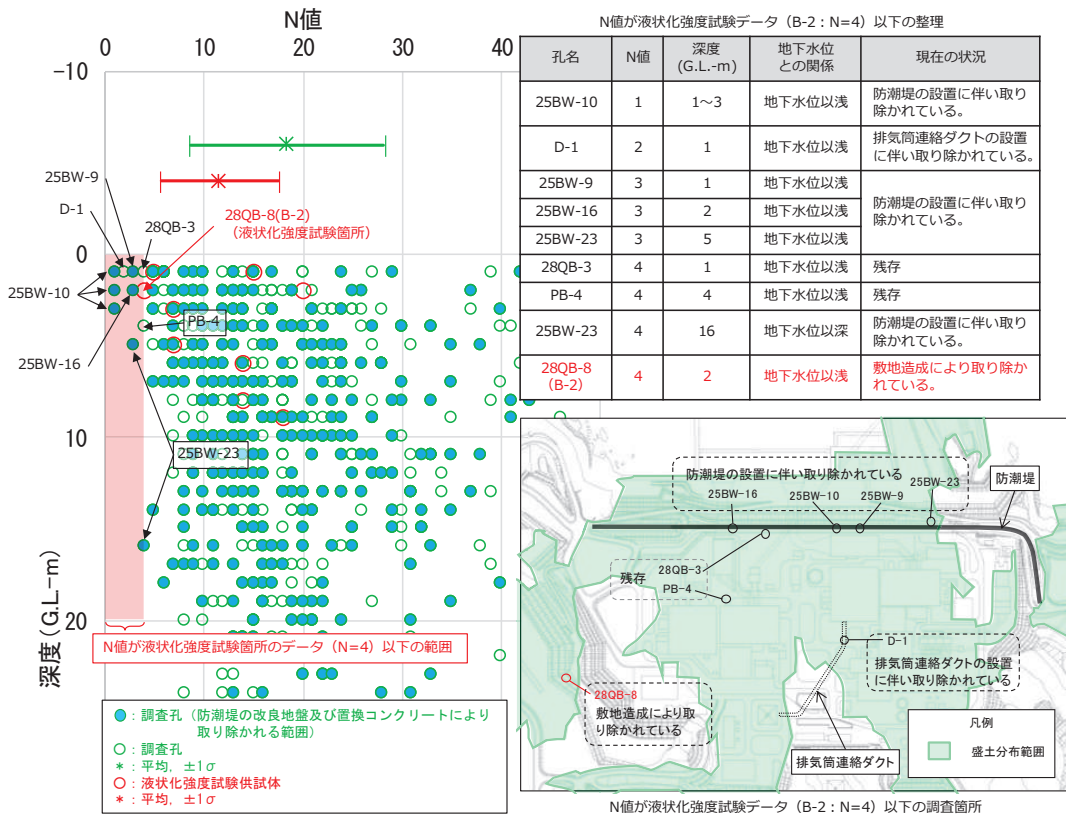 N値
0 10 20 30 40
-10
0
10
20
深度(G.L.-m)
25BW-9
D-1
28QB-3
28QB-8(B-2)
(液状化強度試験箇所)
25BW-10
25BW-16
PB-4
25BW-23
N値が液状化強度試験箇所のデータ(N=4)以下の範囲
●:調査孔(防潮堤の改良地盤及び置換コンクリートにより
取り除かれる範囲)
○:調査孔
*:平均,±1σ
○:液状化強度試験供試体
*:平均,±1σ
N値が液状化強度試験データ(B-2:N=4)以下の整理
孔名 N値 深度 地下水位 現在の状況
(G.L.-m) との関係
25BW-10 1 1~3 地下水位以浅 防潮堤の設置に伴い取り
除かれている。
D-1 2 1 地下水位以浅 排気筒連絡ダクトの設置
に伴い取り除かれている。
25BW-9 3 1 地下水位以浅
25BW-16 3 2 地下水位以浅 防潮堤の設置に伴い取り
除かれている。
25BW-23 3 5 地下水位以浅
28QB-3 4 1 地下水位以浅 残存
PB-4 4 4 地下水位以浅 残存
25BW-23 4 16 地下水位以深 防潮堤の設置に伴い取り
除かれている。
28QB-8 4 2 地下水位以浅 敷地造成により取り除か
(B-2) れている。
防潮堤の設置に伴い取り除かれている
25BW-23
防潮堤
25BW-16 25BW-10 25BW-9
残存
28QB-3
PB-4
D-1
排気筒連絡ダクトの設置
に伴い取り除かれている
28QB-8
敷地造成により取
り除かれている
排気筒連絡ダクト
凡例
盛土分布範囲
N値が液状化強度試験データ(B-2:N=4)以下の調査箇所